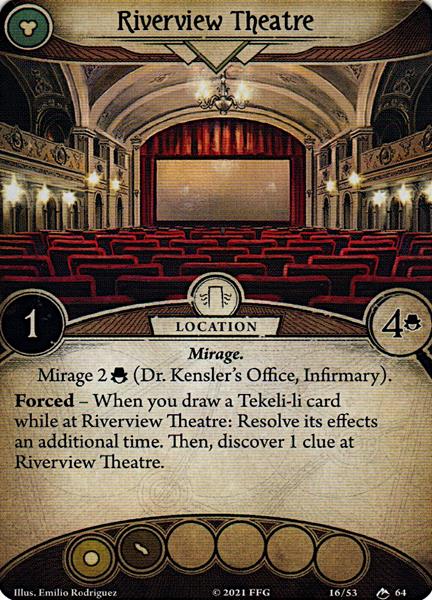 Riverview Theatre
1
LOCATION
4
Mirage.
Mirage 2 (Dr. Kensler's Office, Infirmary).
Forced – When you draw a Tekeli-li card
while at Riverview Theatre: Resolve its effects
an additional time. Then, discover 1 clue at
Riverview Theatre.
Illus. Emilio Rodriguez © 2021 FFG 16/53 64